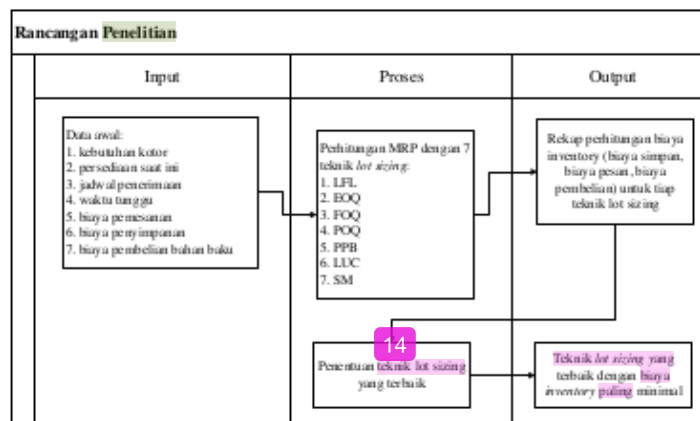 Rancangan Penelitian
Input
Proses
Output
Data awal:
1. kebutuhan kotor
2. persediaan saat ini
3. jadwal penerimaan
4. waktu tunggu
5. biaya pemesanan
6. biaya penyimpanan
7. biaya pembelian bahan baku
Perhitungan MRP dengan 7
teknik lot sizing:
1. LFL
2. EOQ
3. FOQ
4. POQ
5. PPB
6. LUC
7. SM
Rekap perhitungan biaya
inventory (biaya simpan,
biaya pesan, biaya
pembelian) untuk tiap
teknik lot sizing
14
Penentuan teknik lot sizing
yang terbaik
Teknik lot sizing yang
terbaik dengan biaya
inventory paling minimal